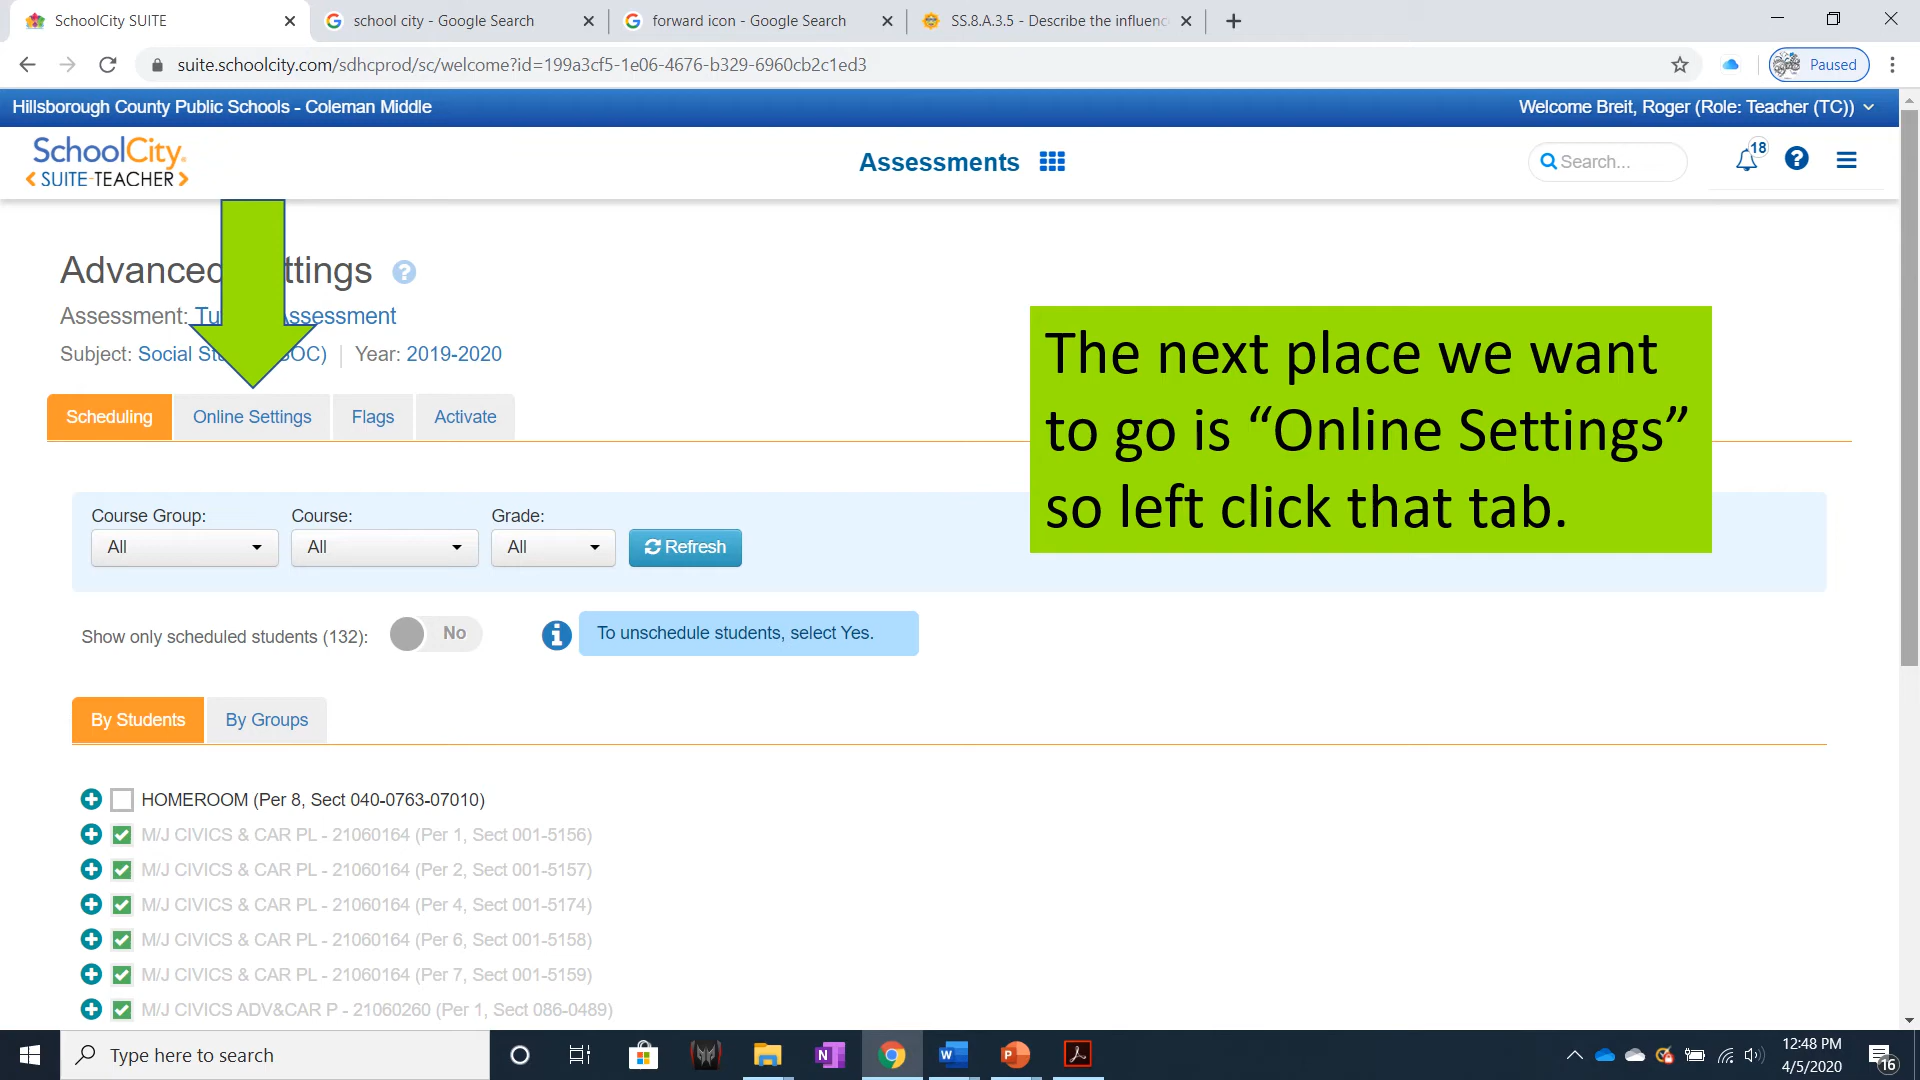 SchoolCity SUITE
school city - Google Search
forward icon - Google Search
SS.8.A.3.5 - Describe the influenc
suite.schoolcity.com/sdhcprod/sc/welcome?id=199a3cf5-1e06-4676-b329-6960cb2c1ed3
Paused
Hillsborough County Public Schools - Coleman Middle
Welcome Breit, Roger (Role: Teacher (TC))
SchoolCity
SUITE-TEACHER
Assessments
Search...
18
Advanced ttings
Assessment: Tu ssessment
Subject: Social St OC) | Year: 2019-2020
The next place we want
to go is “Online Settings”
so left click that tab.
Scheduling
Online Settings
Flags
Activate
Course Group:
Course:
Grade:
All
All
All
Refresh
Show only scheduled students (132):
No
To unschedule students, select Yes.
By Students
By Groups
HOMEROOM (Per 8, Sect 040-0763-07010)
M/J CIVICS & CAR PL - 21060164 (Per 1, Sect 001-5156)
M/J CIVICS & CAR PL - 21060164 (Per 2, Sect 001-5157)
M/J CIVICS & CAR PL - 21060164 (Per 4, Sect 001-5174)
M/J CIVICS & CAR PL - 21060164 (Per 6, Sect 001-5158)
M/J CIVICS & CAR PL - 21060164 (Per 7, Sect 001-5159)
M/J CIVICS ADV&CAR P - 21060260 (Per 1, Sect 086-0489)
Type here to search
12:48 PM
4/5/2020
16